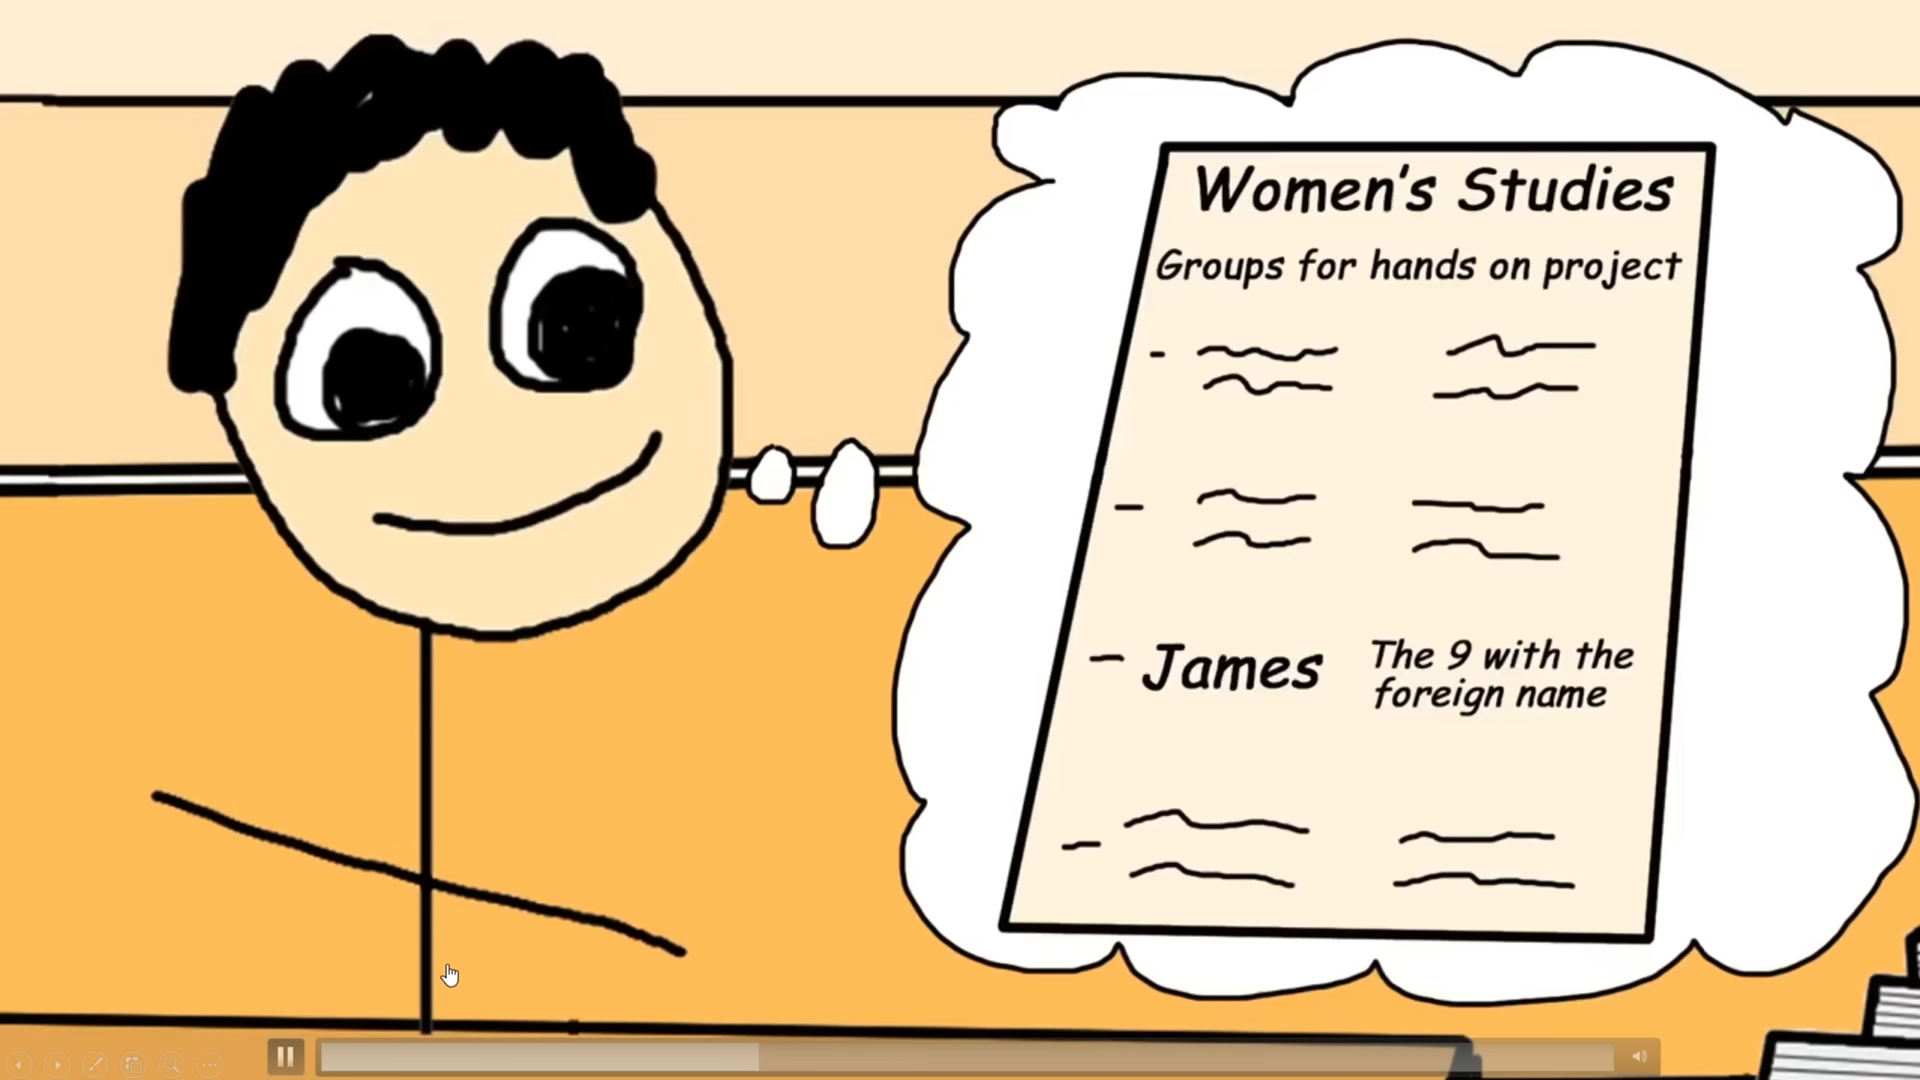 Women's Studies
Groups for hands on project
- James The 9 with the
foreign name